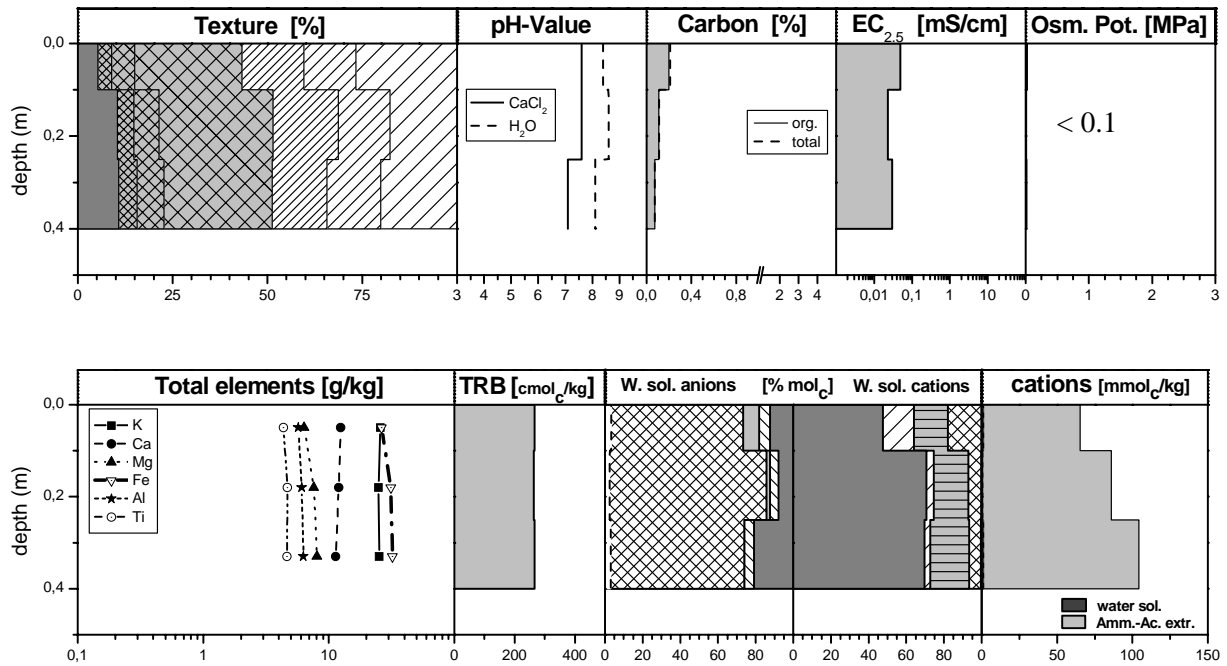 Texture [%] pH-Value Carbon [%] EC2.5 [mS/cm] Osm. Pot. [MPa]
0,0
0,2
0,4
depth (m)
CaCl2
H2O
org.
total
< 0.1
0 25 50 75 3 4 5 6 7 8 9 0,0 0,4 0,8 2 3 4 0,01 0,1 1 10 0 1 2 3
Total elements [g/kg] TRB [cmolc/kg] W. sol. anions [% molc] W. sol. cations cations [mmolc/kg]
0,0
0,2
0,4
depth (m)
K
Ca
Mg
Fe
Al
Ti
water sol.
Amm.-Ac. extr.
0,1 1 10 0 200 400 0 20 40 60 80 0 20 40 60 80 0 50 100 150